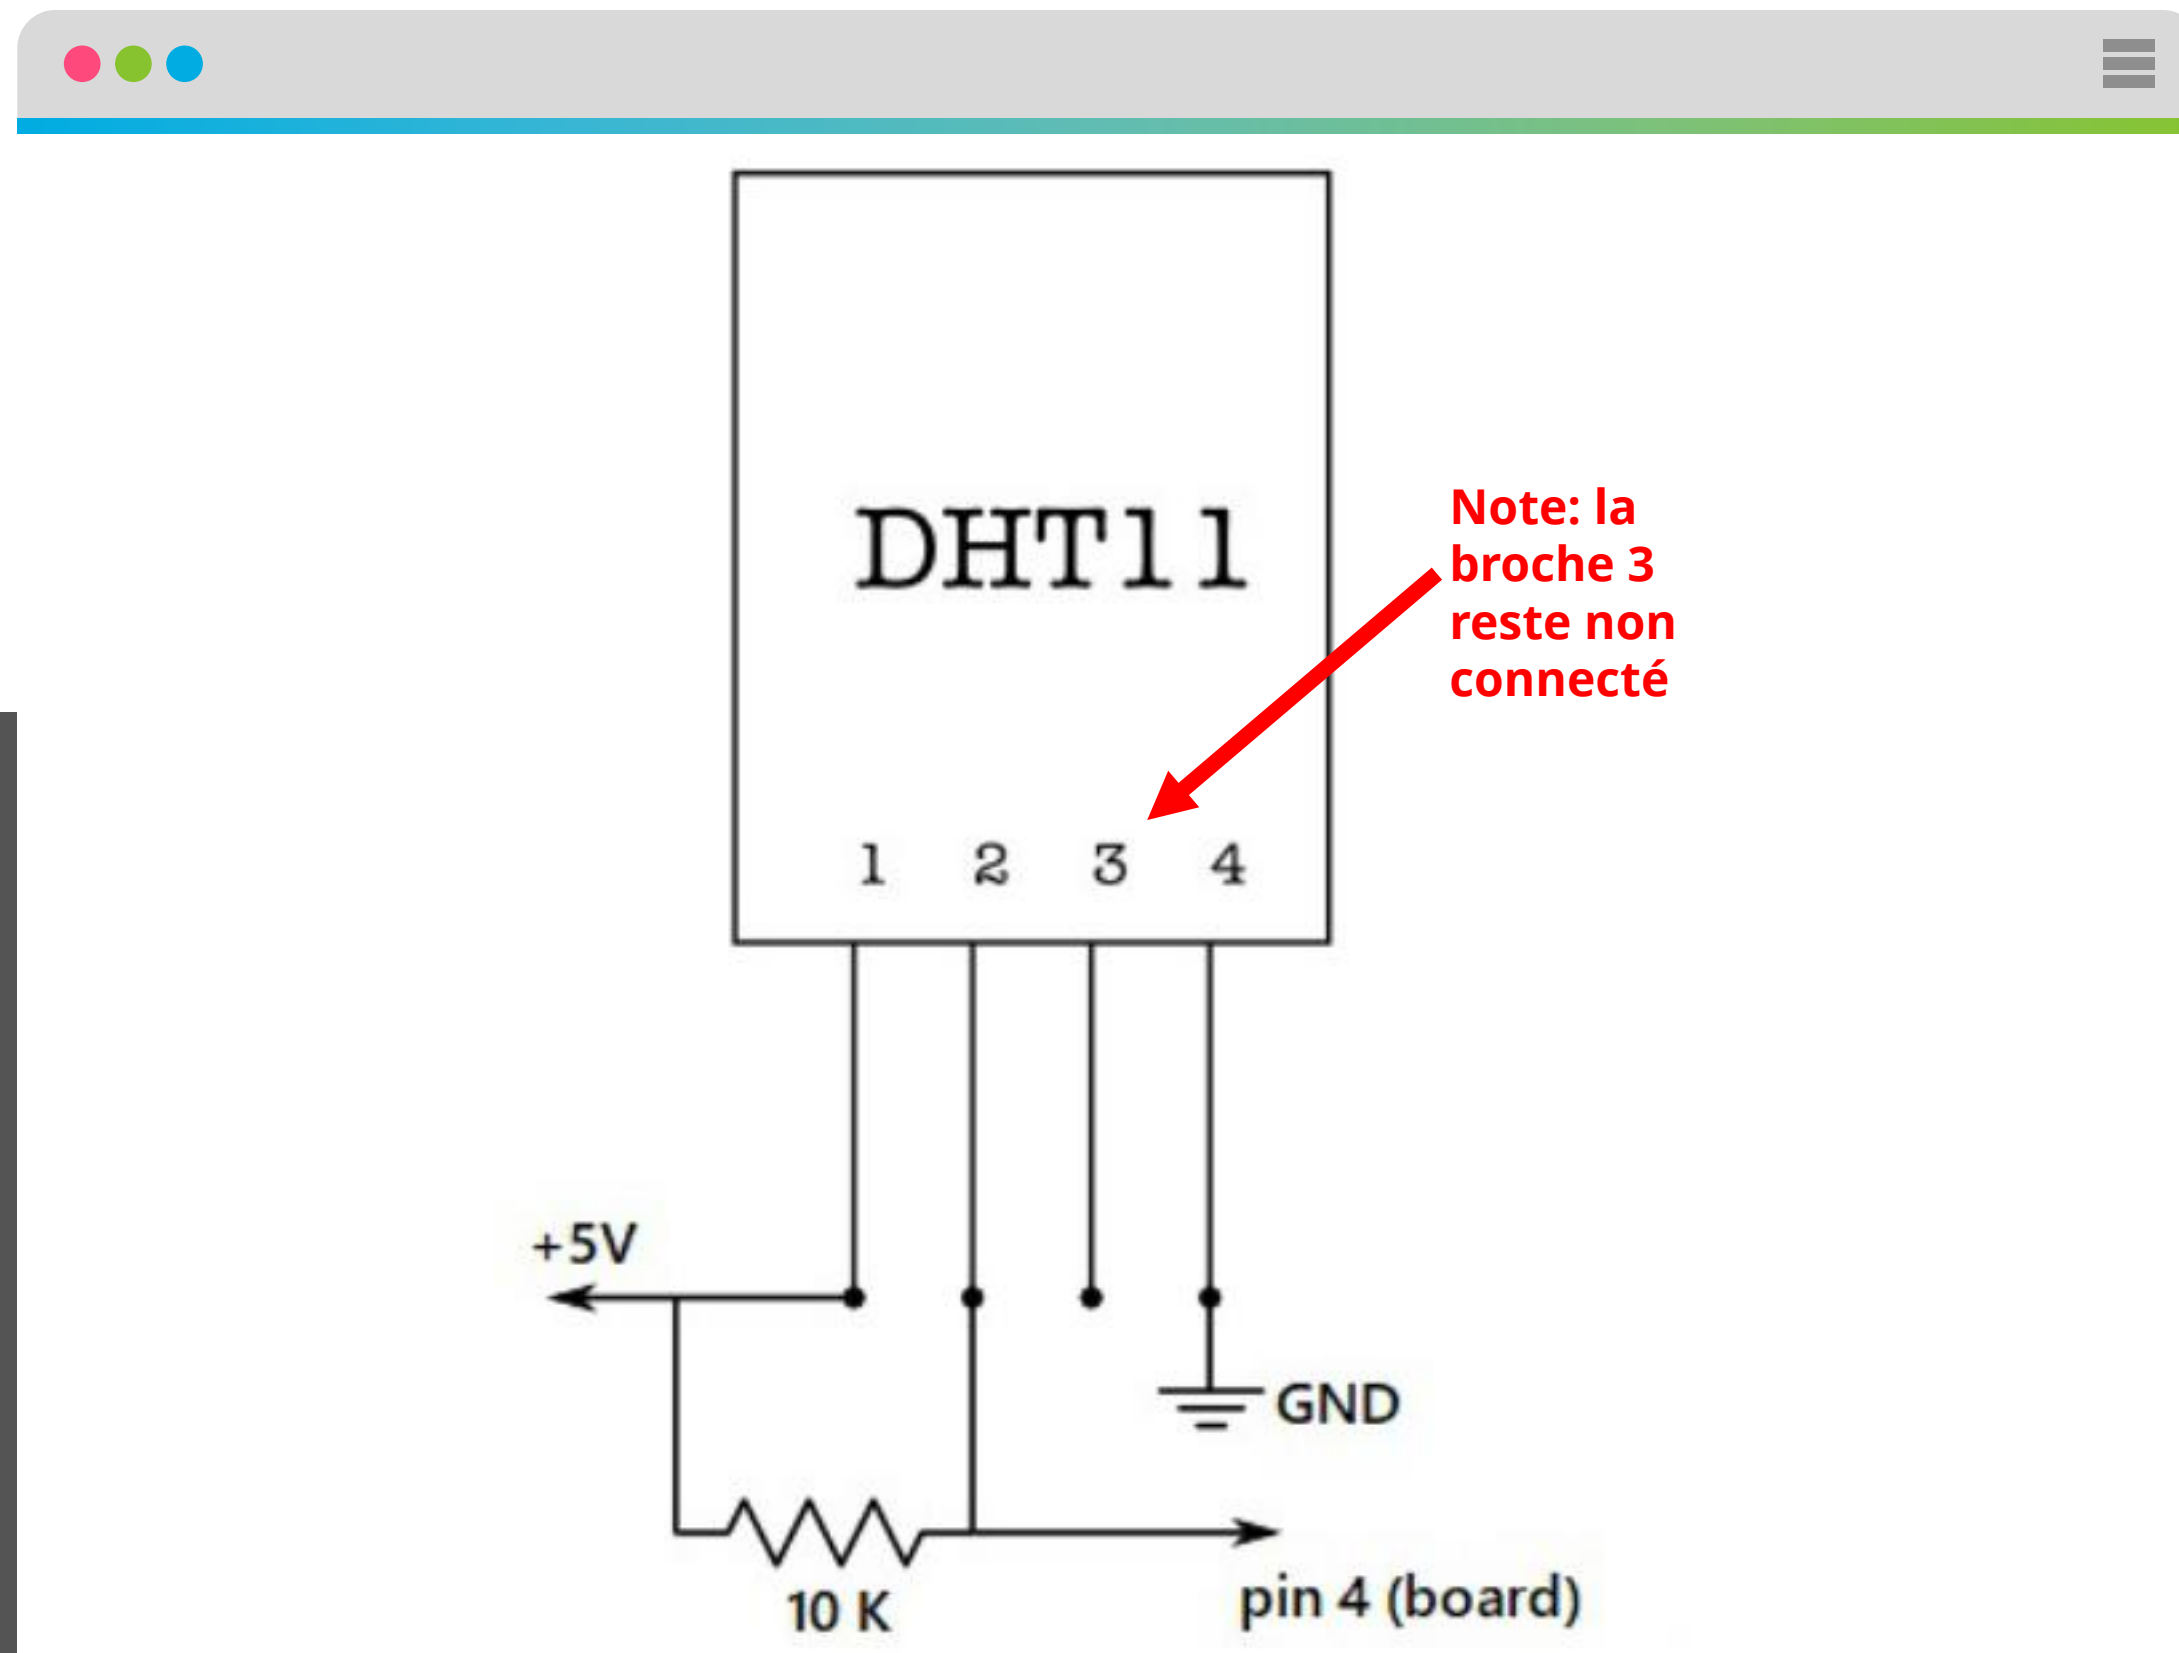 DHT11
Note: la
broche 3
reste non
connecté
1 2 3 4
+5V
GND
10 K
pin 4 (board)